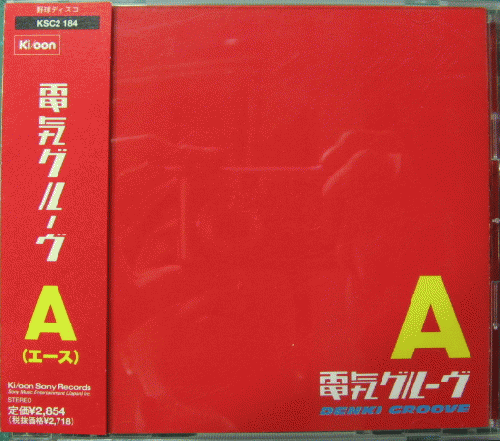 野球ディスコ
KSC2 184
Ki/oon
電気グルーヴ
A
(エース)
Ki/oon Sony Records
Sony Music Entertainment (Japan) Inc.
STEREO
定価¥2,854
(税抜価格¥2,718)
A
電気グルーヴ
DENKI GROOVE